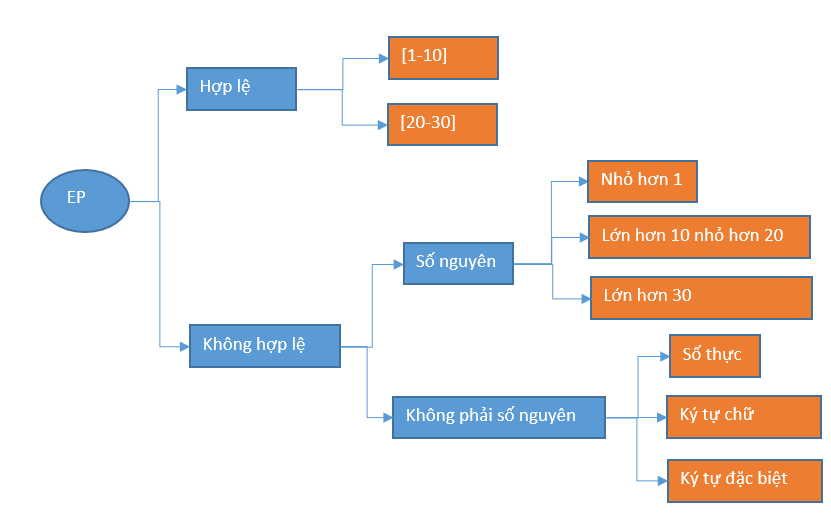 EP
Hợp lệ
[1-10]
[20-30]
Không hợp lệ
Số nguyên
Nhỏ hơn 1
Lớn hơn 10 nhỏ hơn 20
Lớn hơn 30
Không phải số nguyên
Số thực
Ký tự chữ
Ký tự đặc biệt